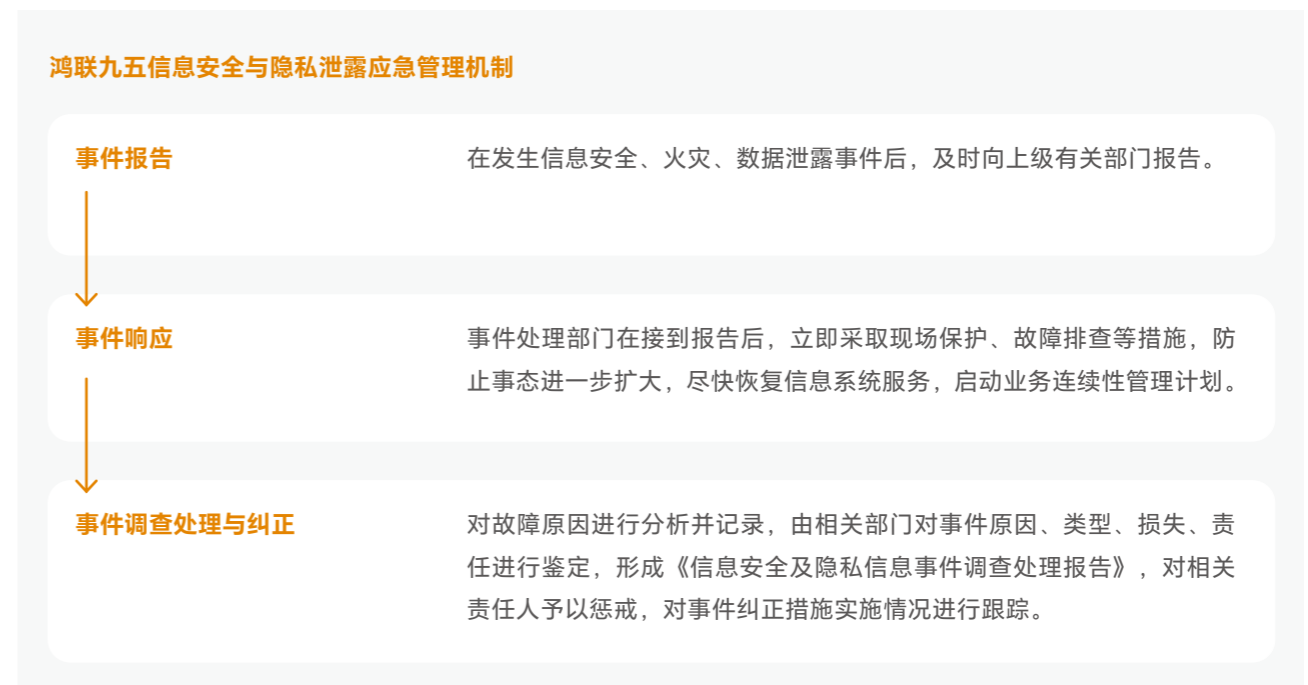 鸿联九五信息安全与隐私泄露应急管理机制
事件报告
在发生信息安全、火灾、数据泄露事件后，及时向上级有关部门报告。
事件响应
事件处理部门在接到报告后，立即采取现场保护、故障排查等措施，防
止事态进一步扩大，尽快恢复信息系统服务，启动业务连续性管理计划。
事件调查处理与纠正
对故障原因进行分析并记录，由相关部门对事件原因、类型、损失、责
任进行鉴定，形成《信息安全及隐私信息事件调查处理报告》，对相关
责任人予以惩戒，对事件纠正措施实施情况进行跟踪。